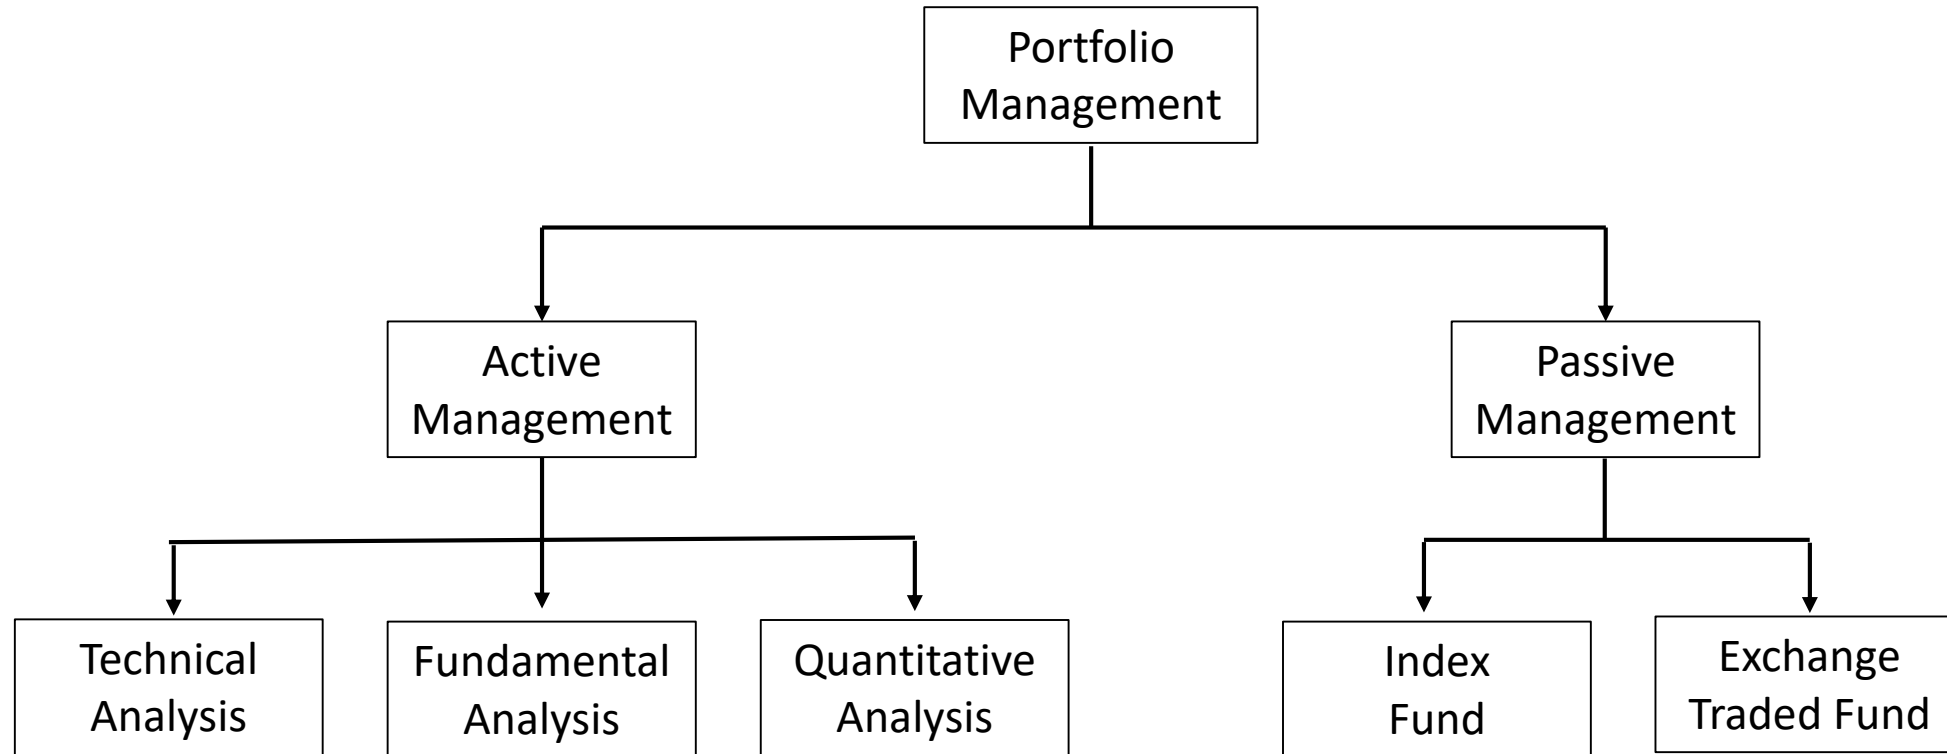 Portfolio
Management
Active
Management
Passive
Management
Technical
Analysis
Fundamental
Analysis
Quantitative
Analysis
Index
Fund
Exchange
Traded Fund